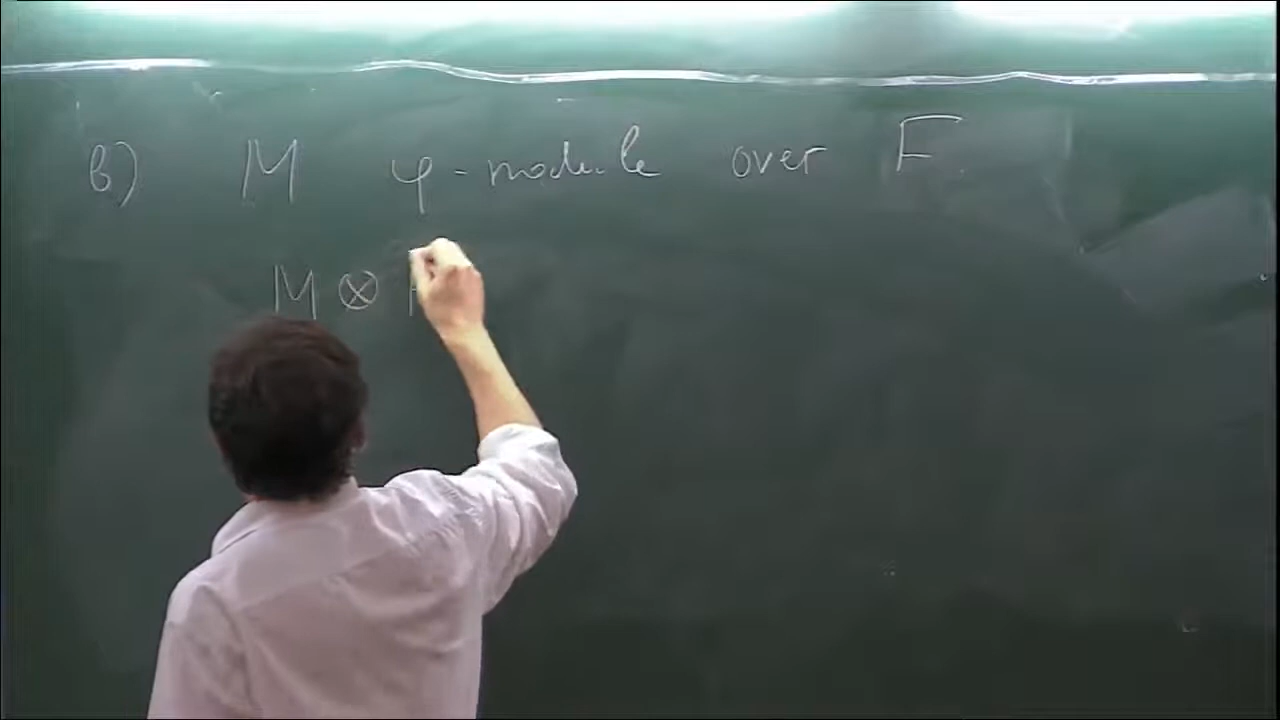 b) M φ-module over F.
M ⊗